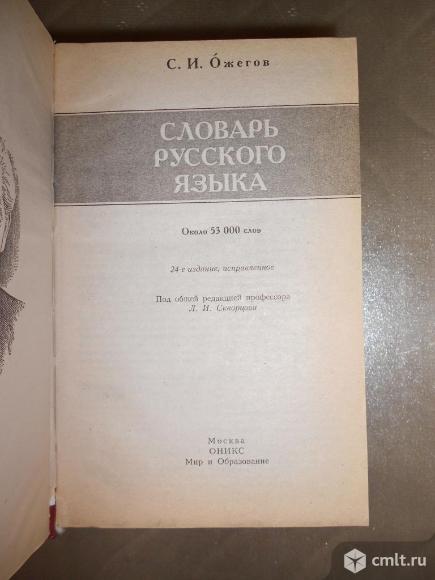 С. И. О́жегов
СЛОВАРЬ
РУССКОГО
ЯЗЫКА
Около 53 000 слов
24-е издание, исправленное
Под общей редакцией профессора
Л. И. Скворцова
Москва
ОНИКС
Мир и Образование
cmlt.ru